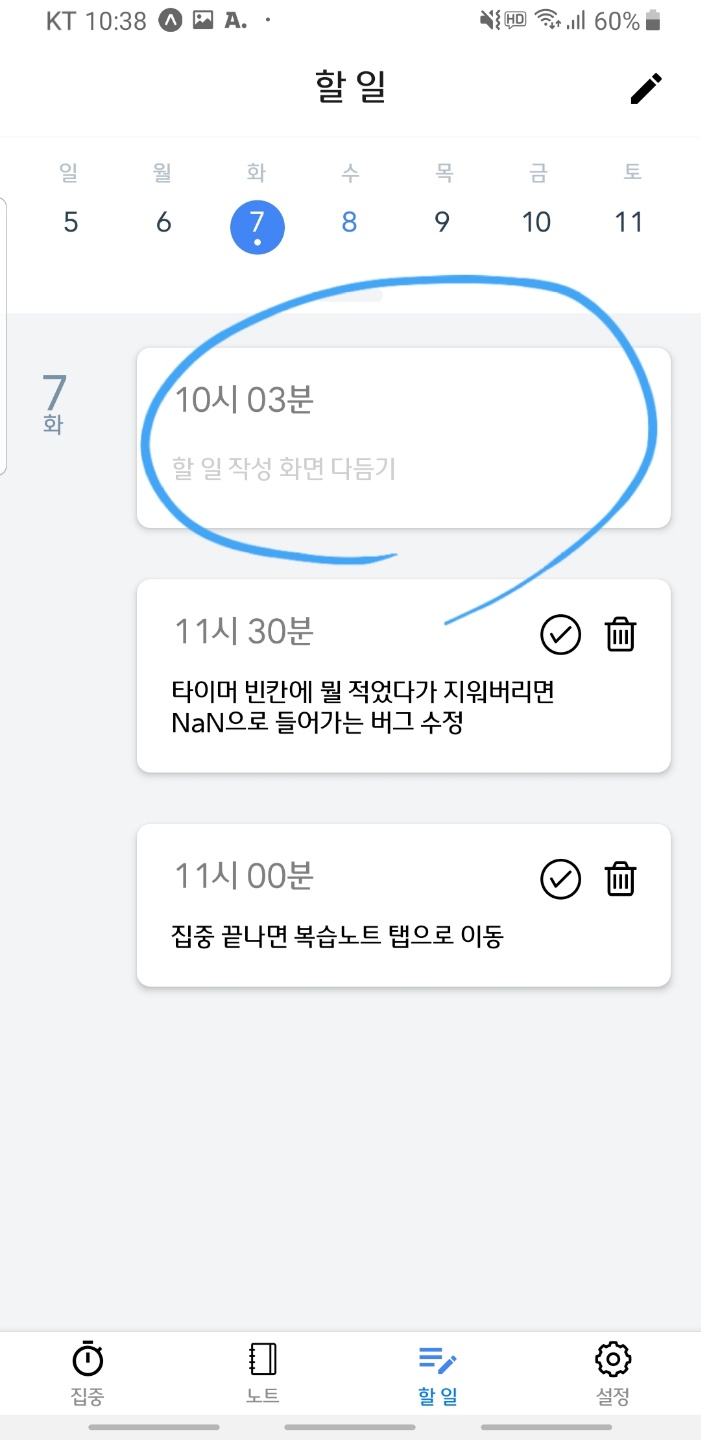 KT 10:38 A. HD 60%
할 일
일 월 화 수 목 금 토
5 6 7 8 9 10 11
7
화
10시 03분
할 일 작성 화면 다듬기
11시 30분
타이머 빈칸에 뭘 적었다가 지워버리면
NaN으로 들어가는 버그 수정
11시 00분
집중 끝나면 복습노트 탭으로 이동
집중 노트 할 일 설정